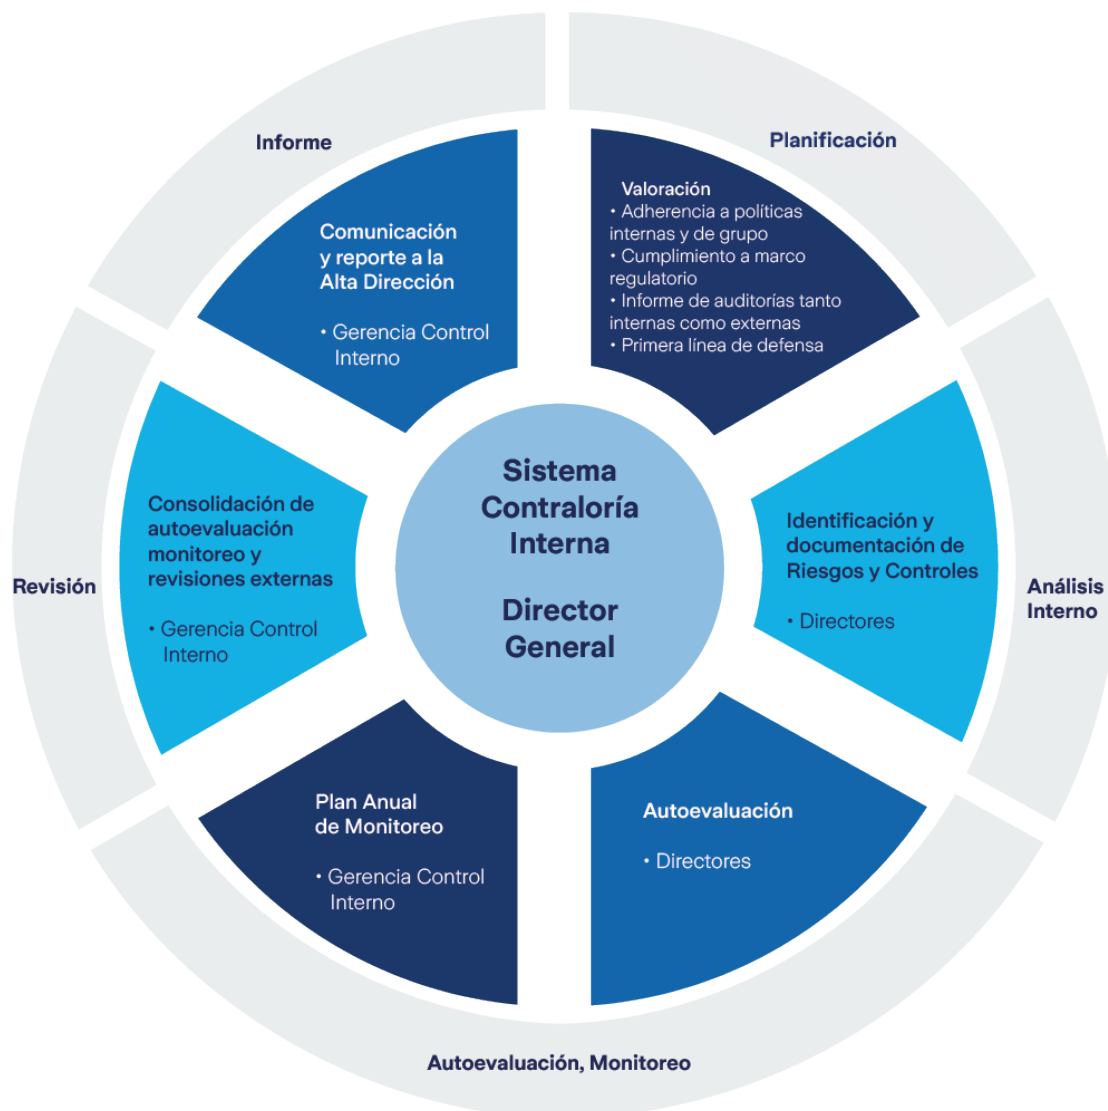 Informe
Planificación
Comunicación
y reporte a la
Alta Dirección
• Gerencia Control
Interno
Valoración
• Adherencia a políticas
internas y de grupo
• Cumplimiento a marco
regulatorio
• Informe de auditorías tanto
internas como externas
• Primera línea de defensa
Consolidación de
autoevaluación
monitoreo y
revisiones externas
• Gerencia Control
Interno
Revisión
Sistema
Contraloría
Interna
Director
General
Identificación y
documentación de
Riesgos y Controles
• Directores
Análisis
Interno
Plan Anual
de Monitoreo
• Gerencia Control
Interno
Autoevaluación
• Directores
Autoevaluación, Monitoreo